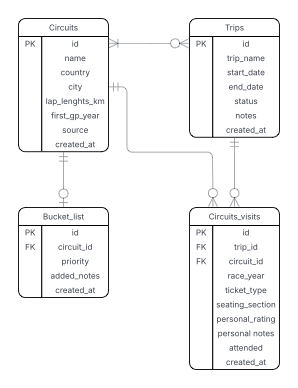 Circuits
PK id
name
country
city
lap_lenghts_km
first_gp_year
source
created_at
Trips
PK id
trip_name
start_date
end_date
status
notes
created_at
Bucket_list
PK id
FK circuit_id
priority
added_notes
created_at
Circuits_visits
PK id
FK trip_id
FK circuit_id
race_year
ticket_type
seating_section
personal_rating
personal notes
attended
created_at